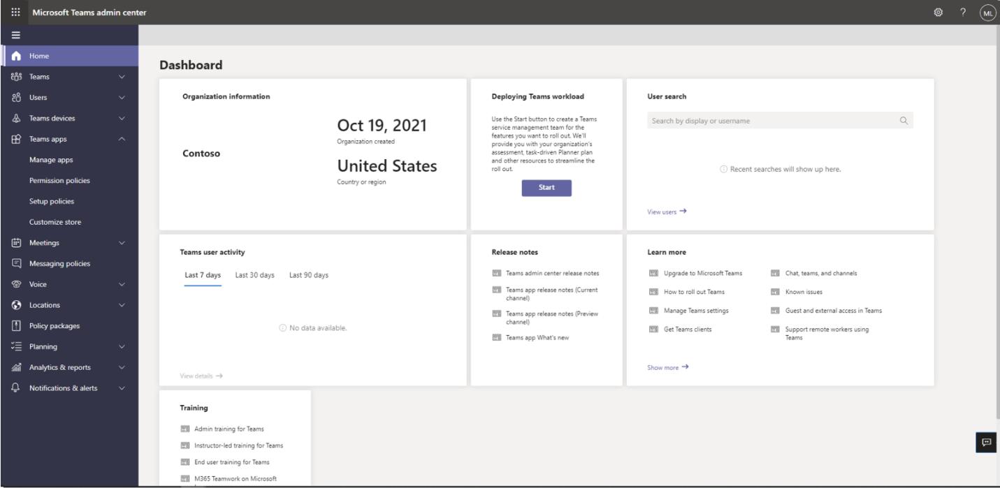 Microsoft Teams admin center
?
ML
Home
Teams
Users
Teams devices
Teams apps
Manage apps
Permission policies
Setup policies
Customize store
Meetings
Messaging policies
Voice
Locations
Policy packages
Planning
Analytics & reports
Notifications & alerts
Dashboard
Organization information
Contoso
Oct 19, 2021
Organization created
United States
Country or region
Deploying Teams workload
Use the Start button to create a Teams
service management team for the
features you want to roll out. We'll
provide you with your organization's
assessment, task-driven Planner plan
and other resources to streamline the
roll out.
Start
User search
Search by display or username
Recent searches will show up here.
View users
Teams user activity
Last 7 days
Last 30 days
Last 90 days
No data available.
View details
Release notes
Teams admin center release notes
Teams app release notes (Current
channel)
Teams app release notes (Preview
channel)
Teams app What's new
Learn more
Upgrade to Microsoft Teams
How to roll out Teams
Manage Teams settings
Get Teams clients
Chat, teams, and channels
Known issues
Guest and external access in Teams
Support remote workers using
Teams
Show more
Training
Admin training for Teams
Instructor-led training for Teams
End user training for Teams
M365 Teamwork on Microsoft